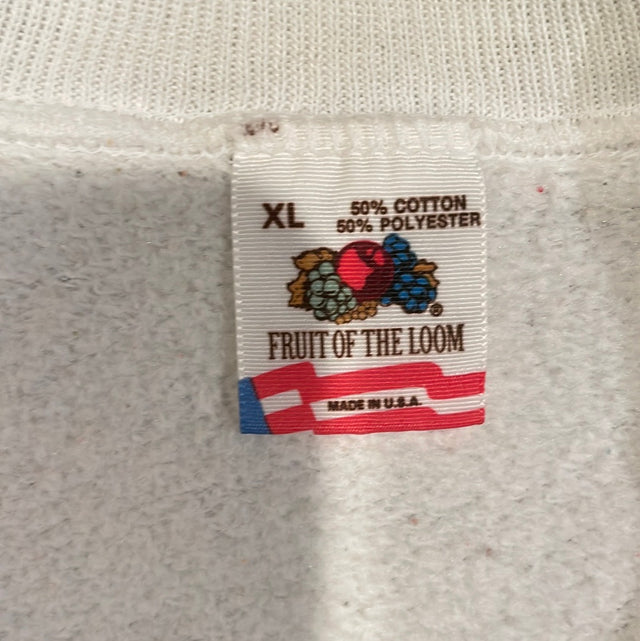 XL
50% COTTON
50% POLYESTER
®
FRUIT OF THE LOOM
MADE IN U.S.A.